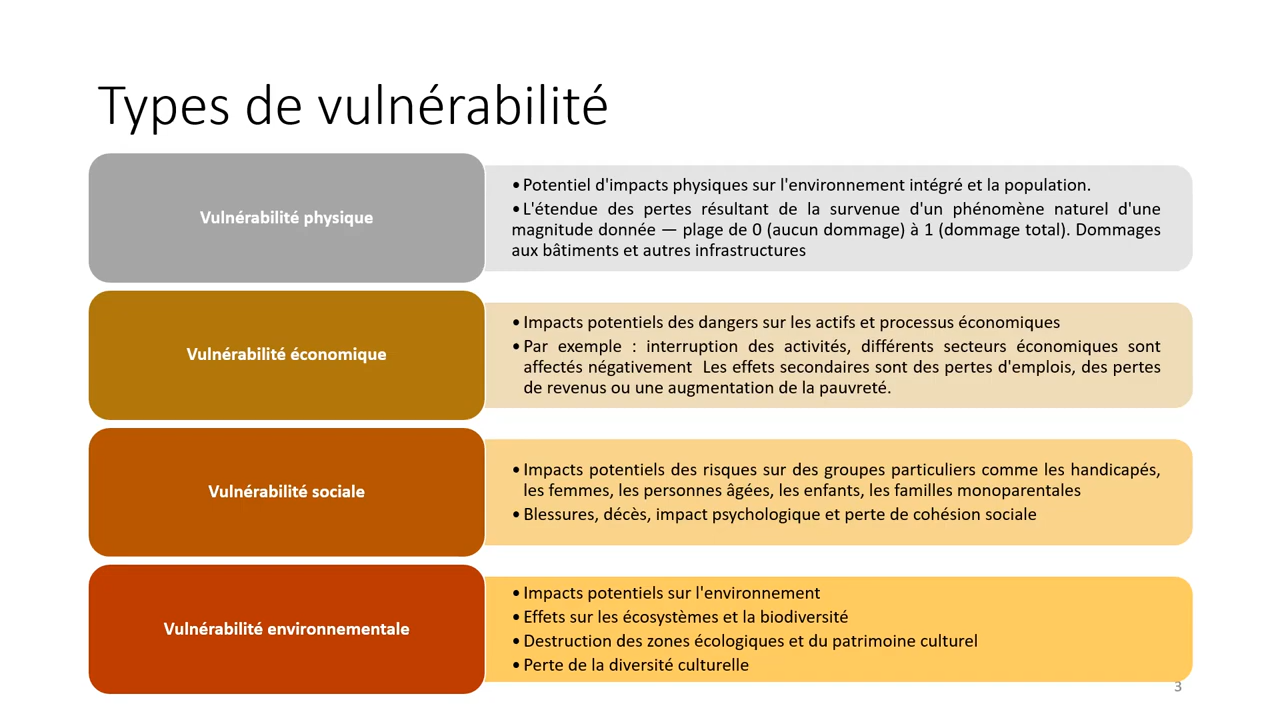 Types de vulnérabilité
Vulnérabilité physique
•Potentiel d'impacts physiques sur l'environnement intégré et la population.
•L'étendue des pertes résultant de la survenue d'un phénomène naturel d'une
magnitude donnée — plage de 0 (aucun dommage) à 1 (dommage total). Dommages
aux bâtiments et autres infrastructures
Vulnérabilité économique
•Impacts potentiels des dangers sur les actifs et processus économiques
•Par exemple : interruption des activités, différents secteurs économiques sont
affectés négativement  Les effets secondaires sont des pertes d'emplois, des pertes
de revenus ou une augmentation de la pauvreté.
Vulnérabilité sociale
•Impacts potentiels des risques sur des groupes particuliers comme les handicapés,
les femmes, les personnes âgées, les enfants, les familles monoparentales
•Blessures, décès, impact psychologique et perte de cohésion sociale
Vulnérabilité environnementale
•Impacts potentiels sur l'environnement
•Effets sur les écosystèmes et la biodiversité
•Destruction des zones écologiques et du patrimoine culturel
•Perte de la diversité culturelle
3